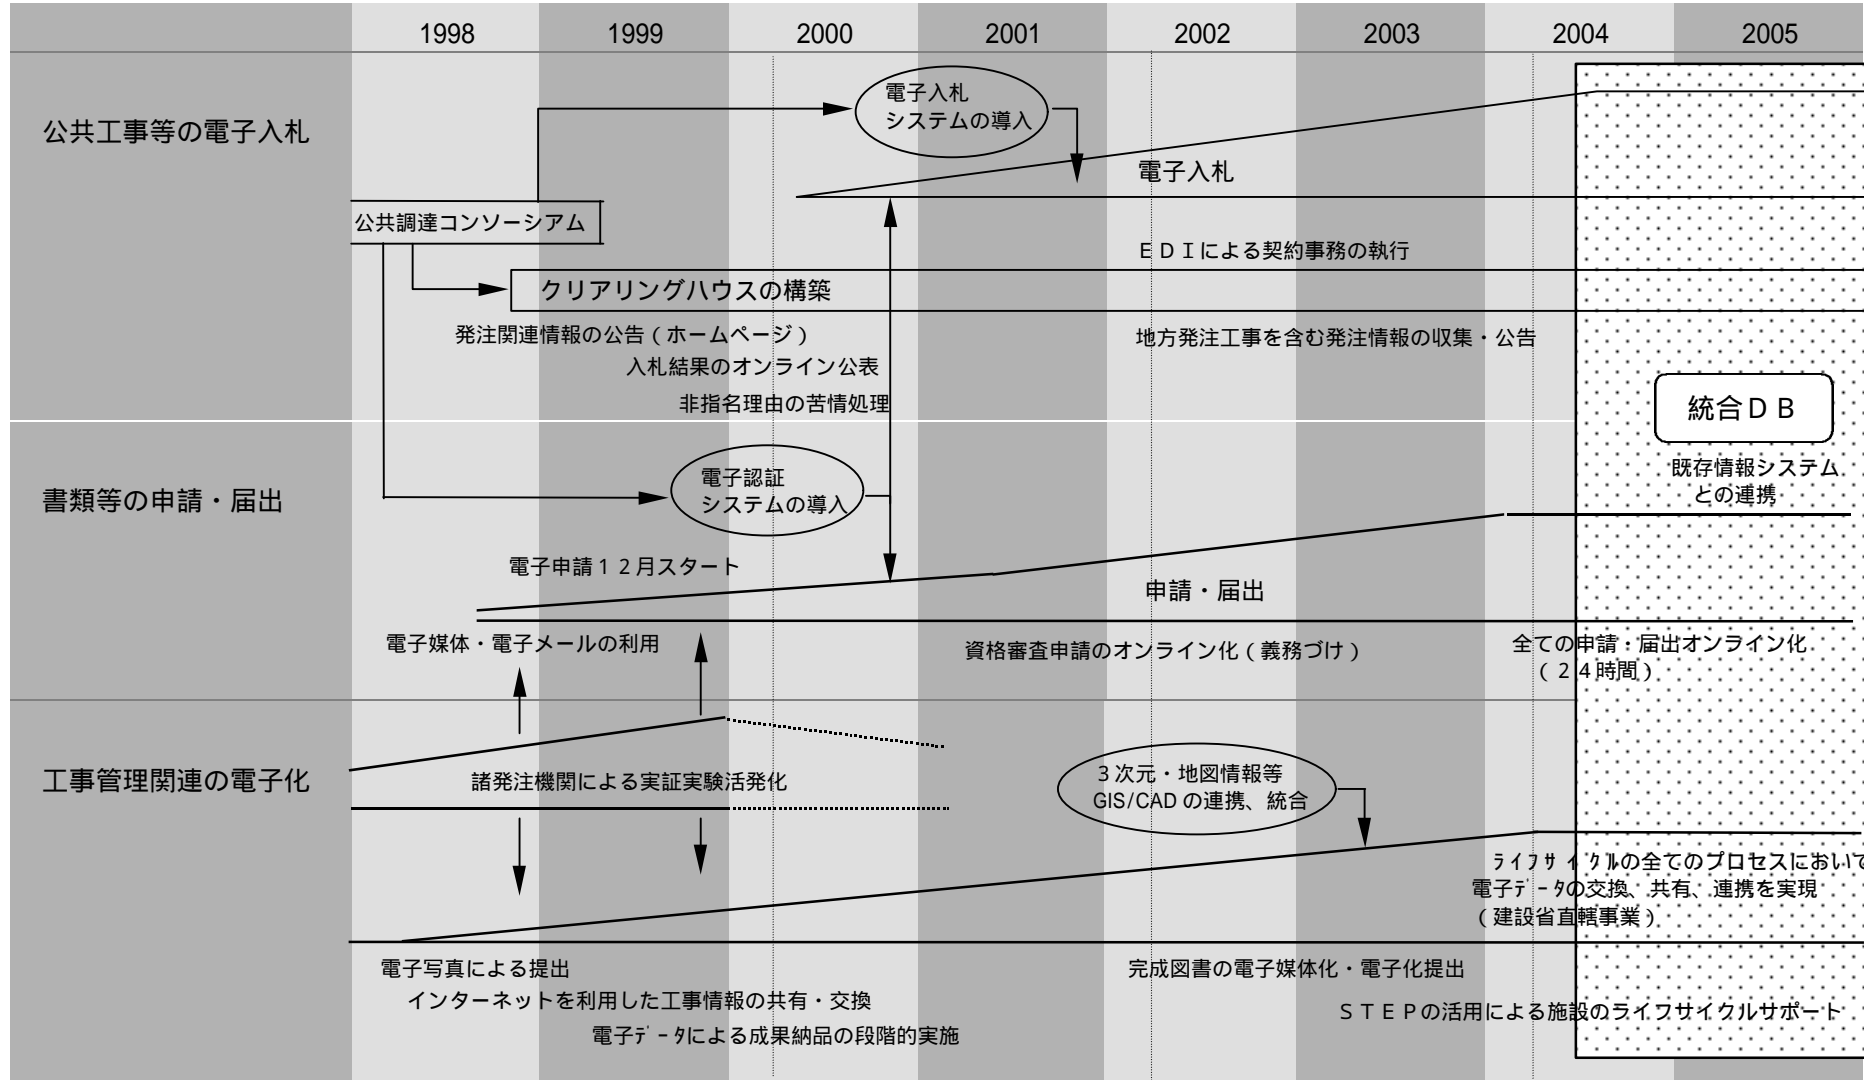 1998 1999 2000 2001 2002 2003 2004 2005
公共工事等の電子入札
電子入札
システムの導入
電子入札
公共調達コンソーシアム
ＥＤＩによる契約事務の執行
クリアリングハウスの構築
発注関連情報の公告（ホームページ）
地方発注工事を含む発注情報の収集・公告
入札結果のオンライン公表
非指名理由の苦情処理
統合ＤＢ
既存情報システム
との連携
書類等の申請・届出
電子認証
システムの導入
電子申請１２月スタート
申請・届出
電子媒体・電子メールの利用
資格審査申請のオンライン化（義務づけ）
全ての申請・届出オンライン化
（２４時間）
工事管理関連の電子化
諸発注機関による実証実験活発化
３次元・地図情報等
GIS/CADの連携、統合
ﾗｲﾌｻｲｸﾙの全てのプロセスにおいて
電子ﾃﾞｰﾀの交換、共有、連携を実現
（建設省直轄事業）
電子写真による提出
完成図書の電子媒体化・電子化提出
インターネットを利用した工事情報の共有・交換
ＳＴＥＰの活用による施設のライフサイクルサポート
電子ﾃﾞｰﾀによる成果納品の段階的実施